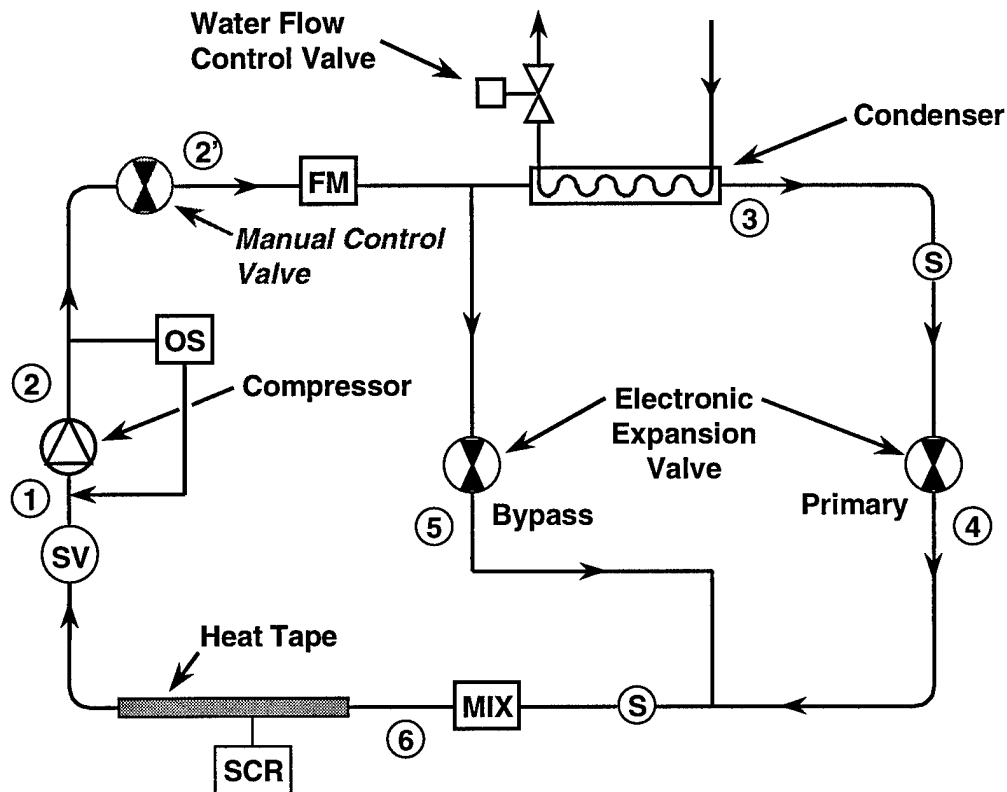 Water Flow
Control Valve
Condenser
2'
FM
3
Manual Control
Valve
S
OS
2
Compressor
Electronic
Expansion
Valve
1
Bypass
Primary
5
4
SV
Heat Tape
MIX
S
6
SCR